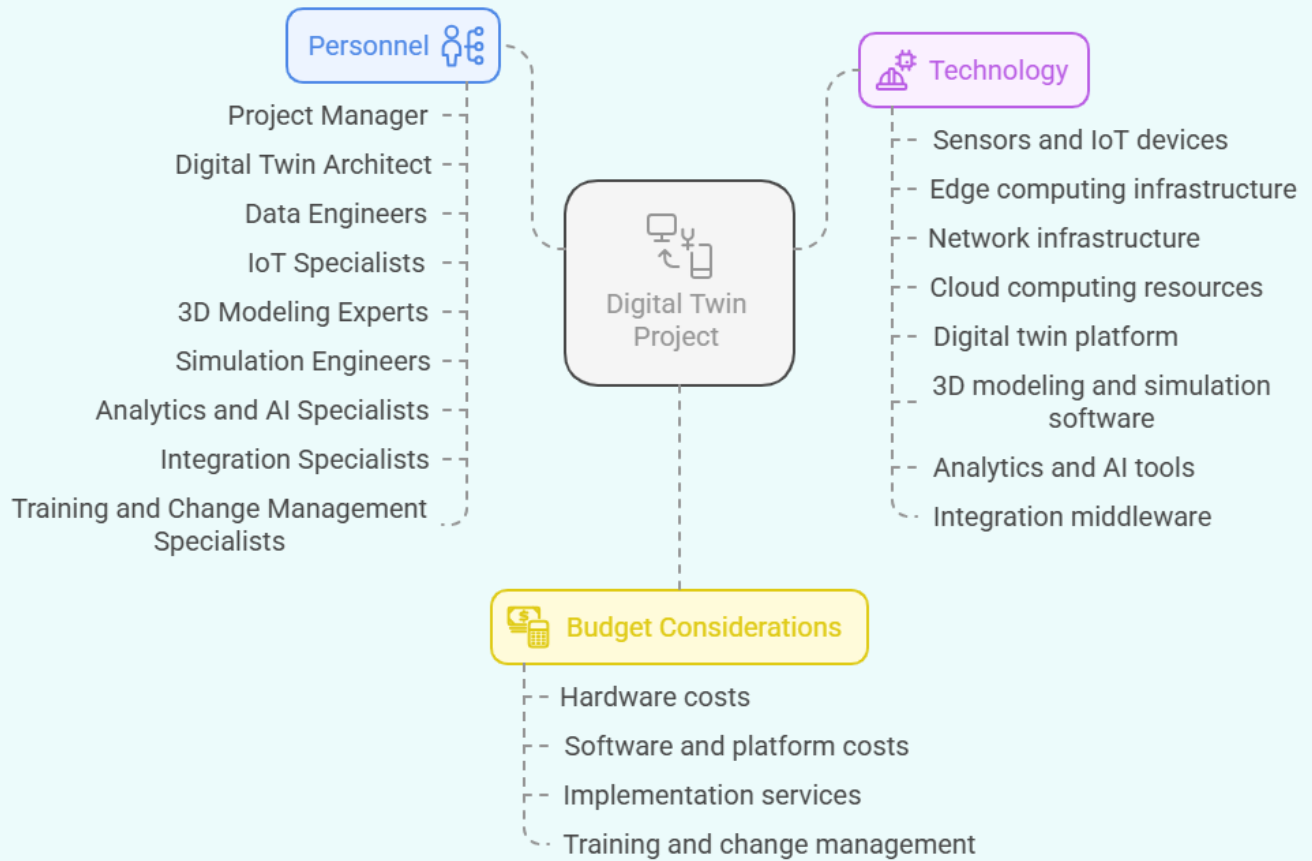 Personnel
Project Manager
Digital Twin Architect
Data Engineers
IoT Specialists
3D Modeling Experts
Simulation Engineers
Analytics and AI Specialists
Integration Specialists
Training and Change Management
Specialists
Digital Twin
Project
Technology
Sensors and IoT devices
Edge computing infrastructure
Network infrastructure
Cloud computing resources
Digital twin platform
3D modeling and simulation
software
Analytics and AI tools
Integration middleware
Budget Considerations
Hardware costs
Software and platform costs
Implementation services
Training and change management